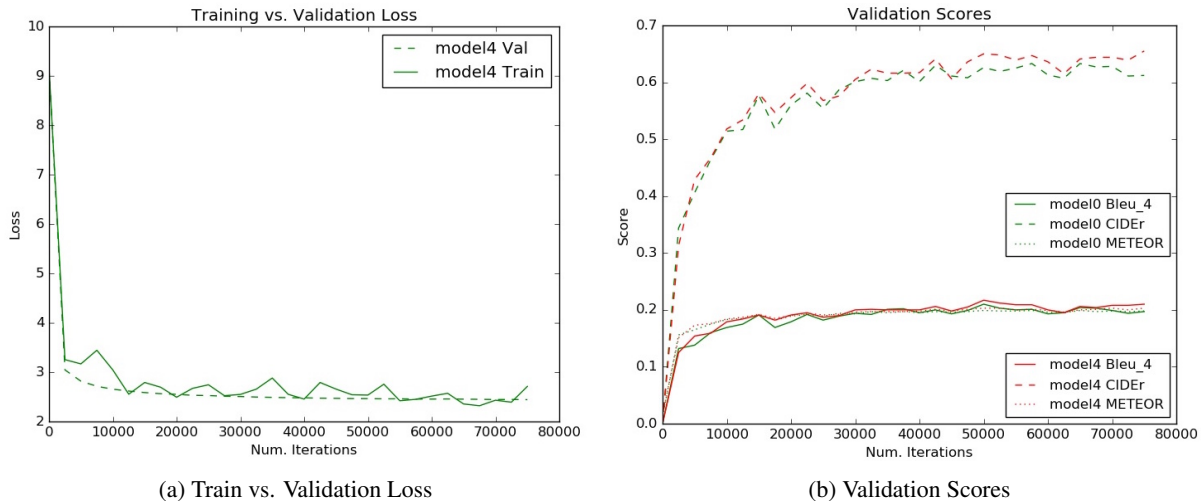 Training vs. Validation Loss
10
9
8
7
6
5
4
3
2
Loss
model4 Val
model4 Train
0 10000 20000 30000 40000 50000 60000 70000 80000
Num. Iterations
(a) Train vs. Validation Loss
Validation Scores
0.7
0.6
0.5
0.4
0.3
0.2
0.1
0.0
Score
model0 Bleu_4
model0 CIDEr
model0 METEOR
model4 Bleu_4
model4 CIDEr
model4 METEOR
0 10000 20000 30000 40000 50000 60000 70000 80000
Num. Iterations
(b) Validation Scores